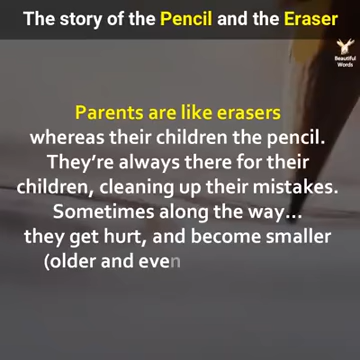 The story of the Pencil and the Eraser
Beautiful
Words
Parents are like erasers
whereas their children the pencil.
They're always there for their
children, cleaning up their mistakes.
Sometimes along the way...
they get hurt, and become smaller
(older and even